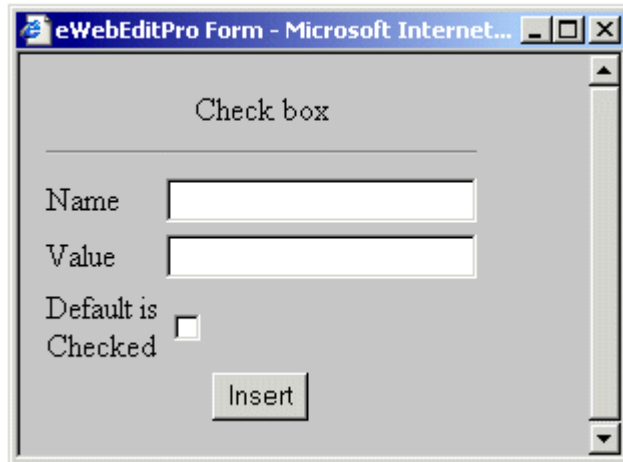 eWebEditPro Form - Microsoft Internet...
Check box
Name
Value
Default is
Checked
Insert